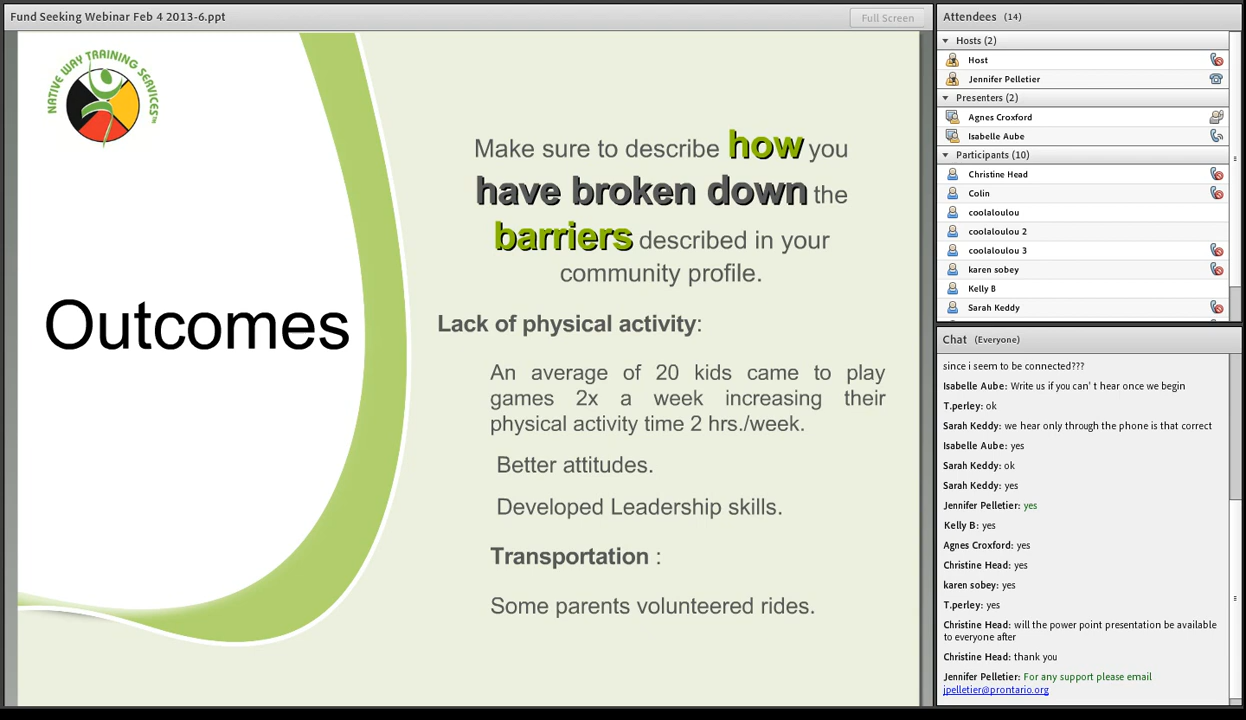 Fund Seeking Webinar Feb 4 2013-6.ppt
Full Screen
NATIVE WAY TRAINING SERVICES™
Outcomes
Make sure to describe how you
have broken down the
barriers described in your
community profile.
Lack of physical activity:
An average of 20 kids came to play
games 2x a week increasing their
physical activity time 2 hrs./week.
Better attitudes.
Developed Leadership skills.
Transportation :
Some parents volunteered rides.
Attendees (14)
Hosts (2)
Host
Jennifer Pelletier
Presenters (2)
Agnes Croxford
Isabelle Aube
Participants (10)
Christine Head
Colin
coolaloulou
coolaloulou 2
coolaloulou 3
karen sobey
Kelly B
Sarah Keddy
Chat (Everyone)
since i seem to be connected???
Isabelle Aube: Write us if you can' t hear once we begin
T.perley: ok
Sarah Keddy: we hear only through the phone is that correct
Isabelle Aube: yes
Sarah Keddy: ok
Sarah Keddy: yes
Jennifer Pelletier: yes
Kelly B: yes
Agnes Croxford: yes
Christine Head: yes
karen sobey: yes
T.perley: yes
Christine Head: will the power point presentation be available
to everyone after
Christine Head: thank you
Jennifer Pelletier: For any support please email
jpelletier@prontario.org